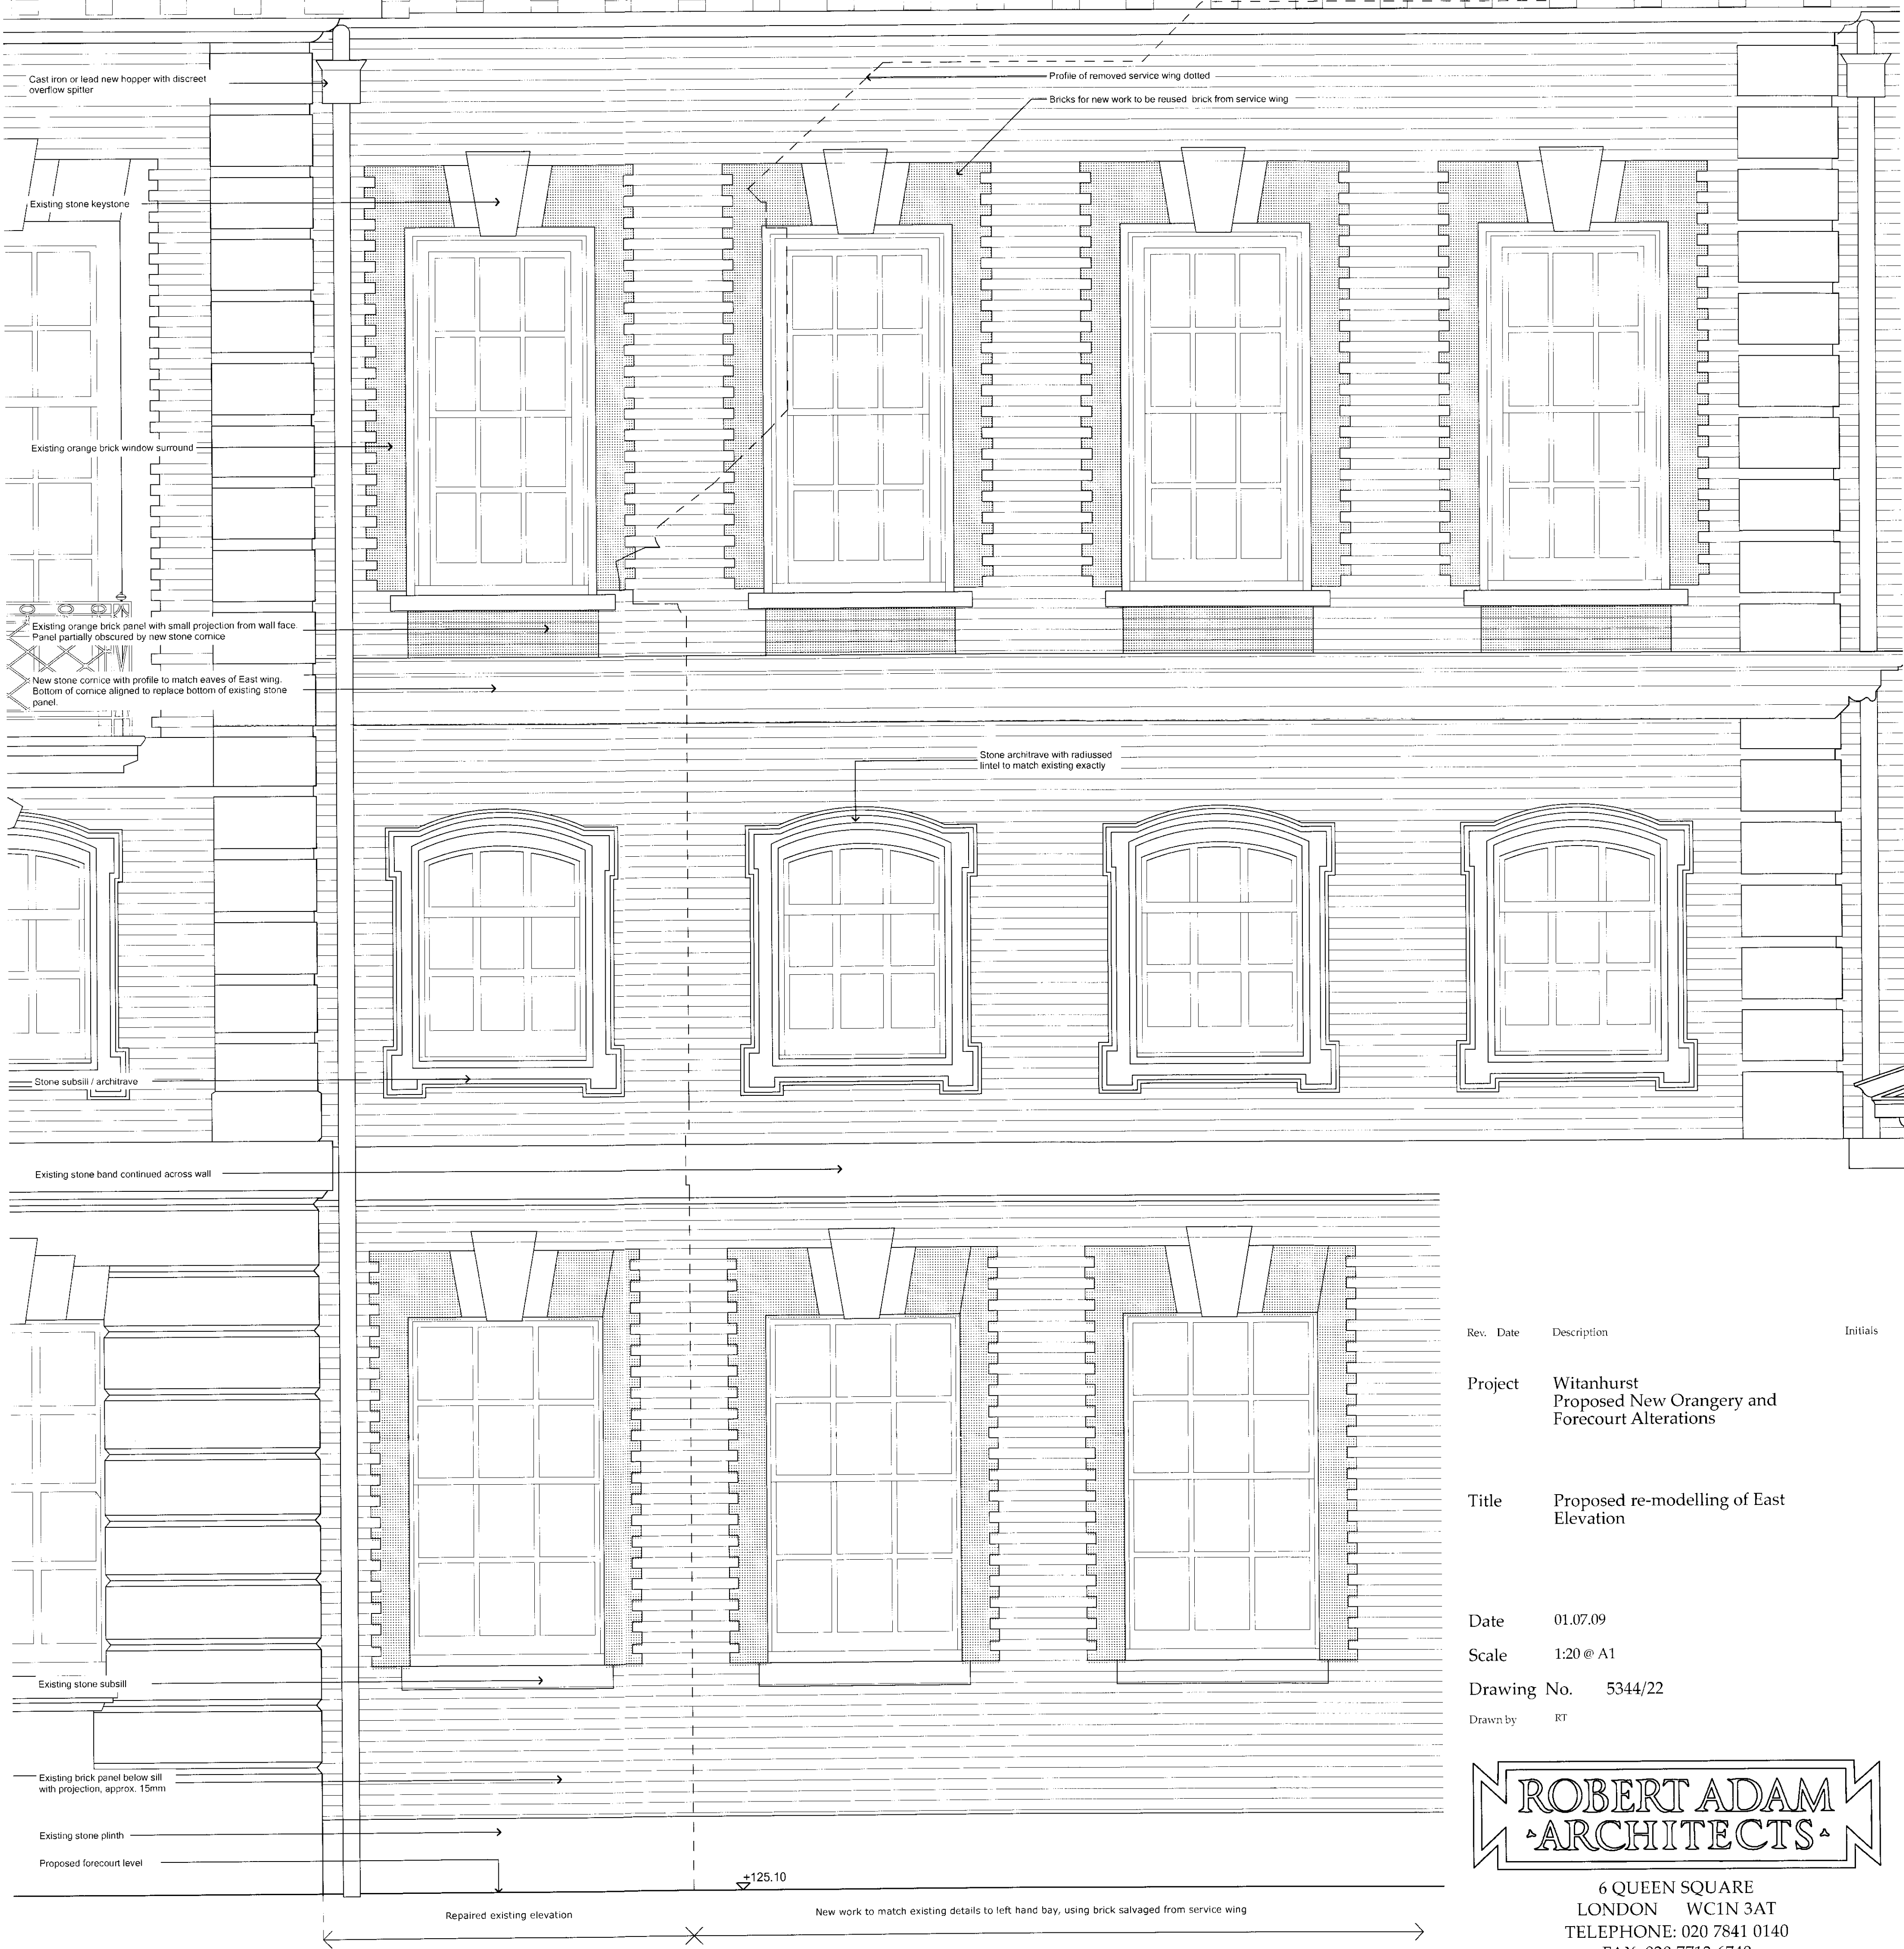 Cast iron or lead new hopper with discreet
overflow spitter
Profile of removed service wing dotted
Bricks for new work to be reused brick from service wing
Existing stone keystone
Existing orange brick window surround
Existing orange brick panel with small projection from wall face.
Panel partially obscured by new stone cornice
New stone cornice with profile to match eaves of East wing.
Bottom of cornice aligned to replace bottom of existing stone
panel.
Stone architrave with radiussed
lintel to match existing exactly
Stone subsill / architrave
Existing stone band continued across wall
Existing stone subsill
Existing brick panel below sill
with projection, approx. 15mm
Existing stone plinth
Proposed forecourt level
+125.10
Repaired existing elevation
New work to match existing details to left hand bay, using brick salvaged from service wing
Rev. Date Description Initials
Project Witanhurst
Proposed New Orangery and
Forecourt Alterations
Title Proposed re-modelling of East
Elevation
Date 01.07.09
Scale 1:20 @ A1
Drawing No. 5344/22
Drawn by RT
ROBERT ADAM
ARCHITECTS
6 QUEEN SQUARE
LONDON WC1N 3AT
TELEPHONE: 020 7841 0140